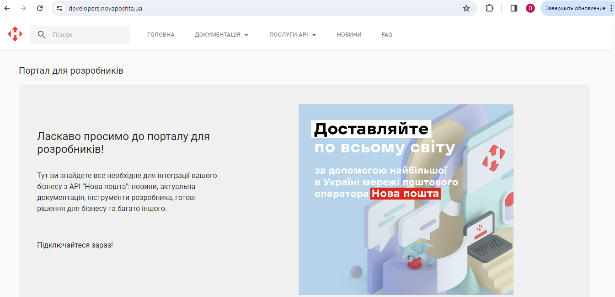 developers.novaposhta.ua
Завершить обновление
Пошук
ГОЛОВНА
ДОКУМЕНТАЦІЯ
ПОСЛУГИ API
НОВИНИ
FAQ
Портал для розробників
Ласкаво просимо до порталу для
розробників!
Тут ви знайдете все необхідне для інтеграції вашого
бізнесу з API "Нова пошта": новини, актуальна
документація, інструменти розробника, готові
рішення для бізнесу та багато іншого.
Підключайтеся зараз!
Доставляйте
по всьому світу
за допомогою найбільшої
в Україні мережі поштового
оператора Нова пошта